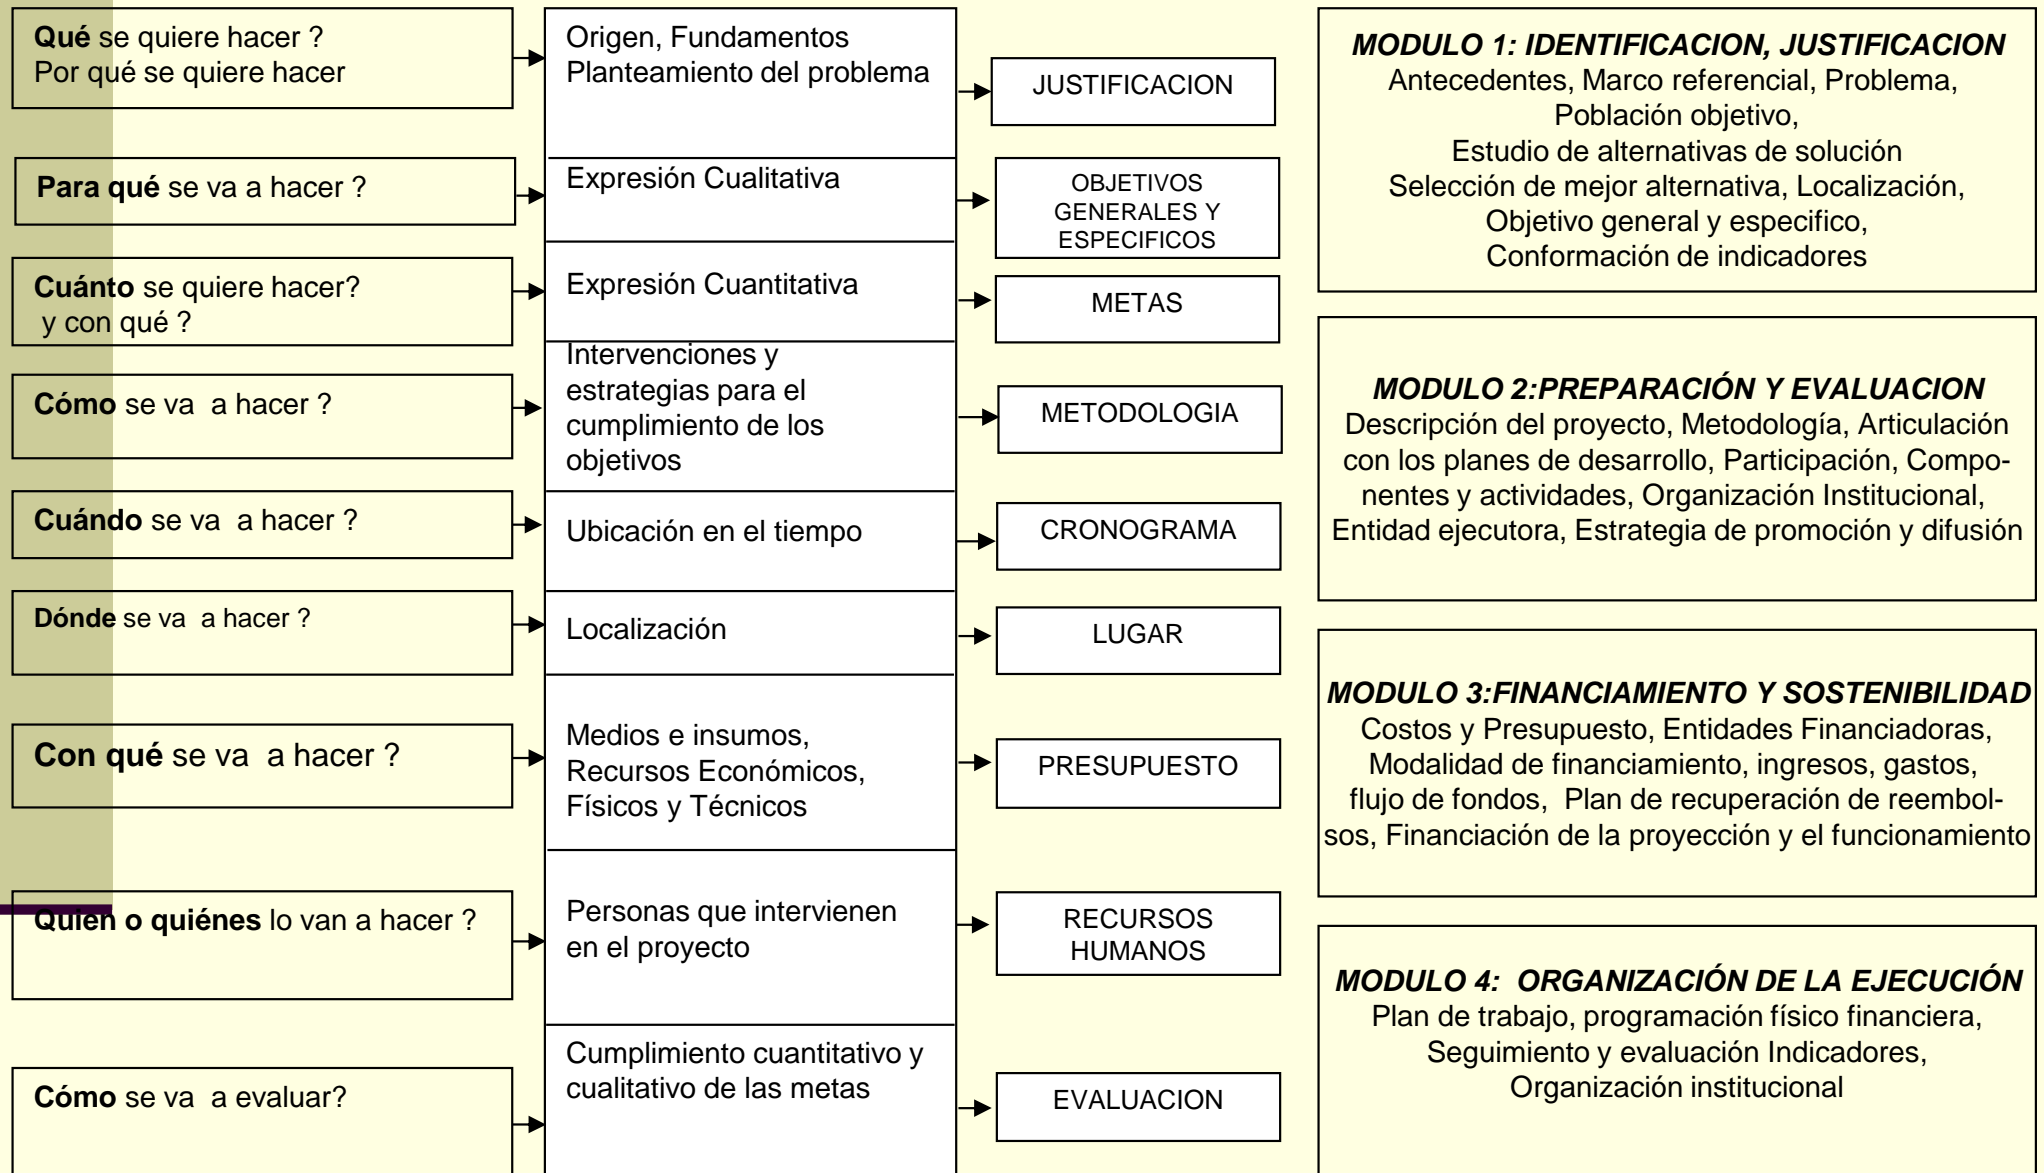 Qué se quiere hacer ?
Por qué se quiere hacer
Origen, Fundamentos
Planteamiento del problema
JUSTIFICACION
Para qué se va a hacer ?
Expresión Cualitativa
OBJETIVOS
GENERALES Y
ESPECIFICOS
Cuánto se quiere hacer?
y con qué ?
Expresión Cuantitativa
METAS
Cómo se va a hacer ?
Intervenciones y
estrategias para el
cumplimiento de los
objetivos
METODOLOGIA
Cuándo se va a hacer ?
Ubicación en el tiempo
CRONOGRAMA
Dónde se va a hacer ?
Localización
LUGAR
Con qué se va a hacer ?
Medios e insumos,
Recursos Económicos,
Físicos y Técnicos
PRESUPUESTO
Quien o quiénes lo van a hacer ?
Personas que intervienen
en el proyecto
RECURSOS
HUMANOS
Cómo se va a evaluar?
Cumplimiento cuantitativo y
cualitativo de las metas
EVALUACION
MODULO 1: IDENTIFICACION, JUSTIFICACION
Antecedentes, Marco referencial, Problema,
Población objetivo,
Estudio de alternativas de solución
Selección de mejor alternativa, Localización,
Objetivo general y especifico,
Conformación de indicadores
MODULO 2:PREPARACIÓN Y EVALUACION
Descripción del proyecto, Metodología, Articulación
con los planes de desarrollo, Participación, Compo-
nentes y actividades, Organización Institucional,
Entidad ejecutora, Estrategia de promoción y difusión
MODULO 3:FINANCIAMIENTO Y SOSTENIBILIDAD
Costos y Presupuesto, Entidades Financiadoras,
Modalidad de financiamiento, ingresos, gastos,
flujo de fondos, Plan de recuperación de reembol-
sos, Financiación de la proyección y el funcionamiento
MODULO 4: ORGANIZACIÓN DE LA EJECUCIÓN
Plan de trabajo, programación físico financiera,
Seguimiento y evaluación Indicadores,
Organización institucional